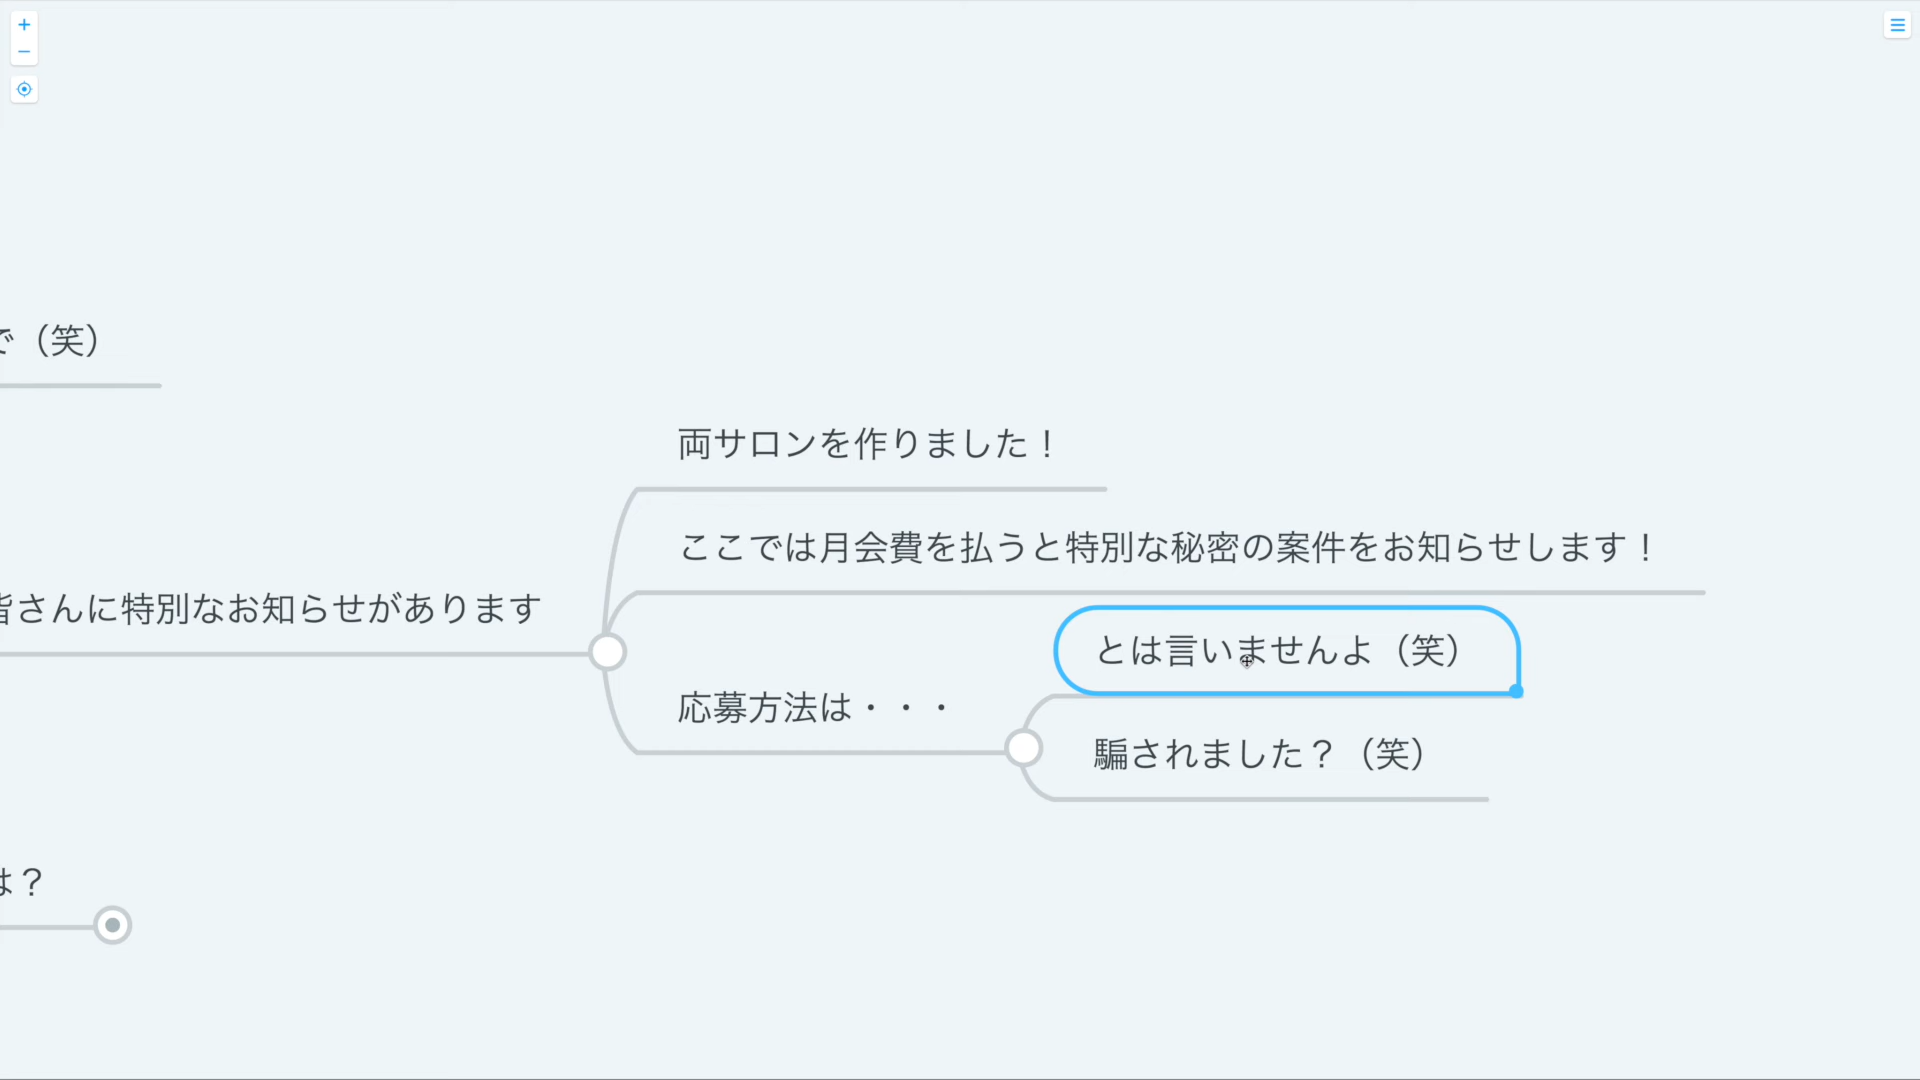 で（笑）
両サロンを作りました！
ここでは月会費を払うと特別な秘密の案件をお知らせします！
皆さんに特別なお知らせがあります
とは言いませんよ（笑）
応募方法は・・・
騙されました？（笑）
は？